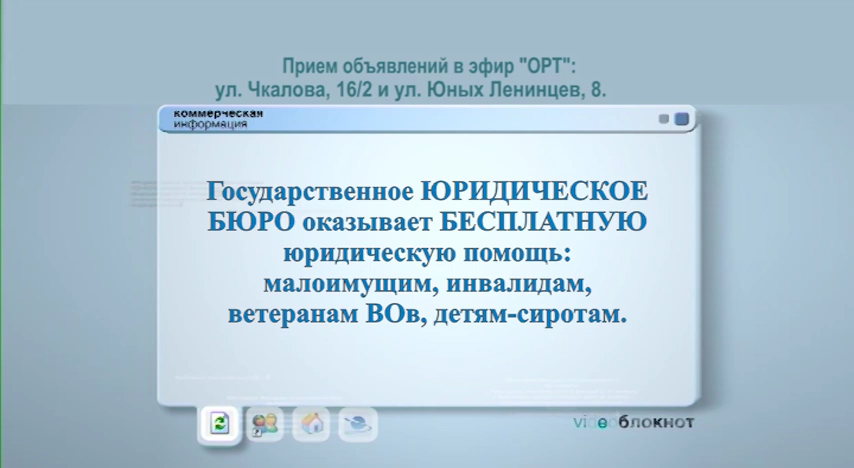 Прием объявлений в эфир "ОРТ":
ул. Чкалова, 16/2 и ул. Юных Ленинцев, 8.
коммерческая
информация
Государственное ЮРИДИЧЕСКОЕ
БЮРО оказывает БЕСПЛАТНУЮ
юридическую помощь:
малоимущим, инвалидам,
ветеранам ВОв, детям-сиротам.
videoблокнот